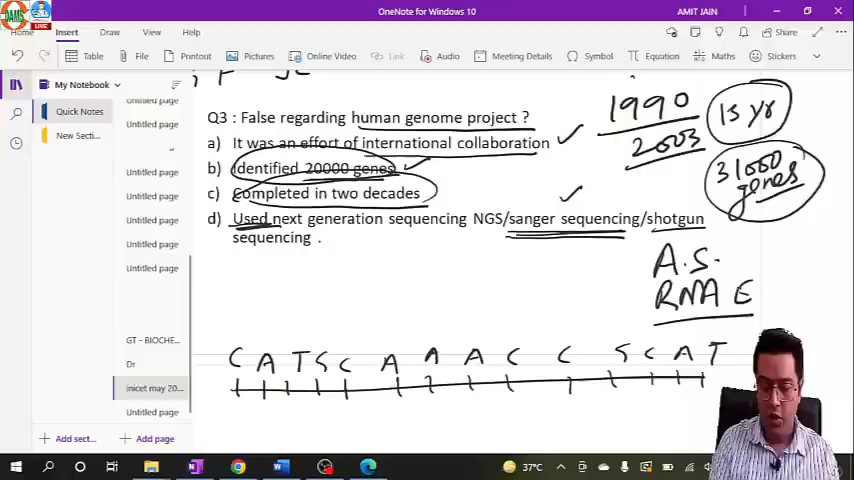 DAMS
LIVE
OneNote for Windows 10
AMIT JAIN
Home
Insert
Draw
View
Help
Share
Table
File
Printout
Pictures
Online Video
Link
Audio
Meeting Details
Symbol
Equation
Maths
Stickers
My Notebook
Quick Notes
New Secti...
Untitled page
Untitled page
Untitled page
Untitled page
Untitled page
Untitled page
Untitled page
GT - BIOCHE...
Dr
inicet may 20...
Untitled page
Add sect...
Add page
Q3 : False regarding human genome project ?
a) It was an effort of international collaboration
b) Identified 20000 genes
c) Completed in two decades
d) Used next generation sequencing NGS/sanger sequencing/shotgun
sequencing .
1990
2003
15 yr
31000
genes
A.S.
RNA E
C A T S C A A A C C S C A T
37°C